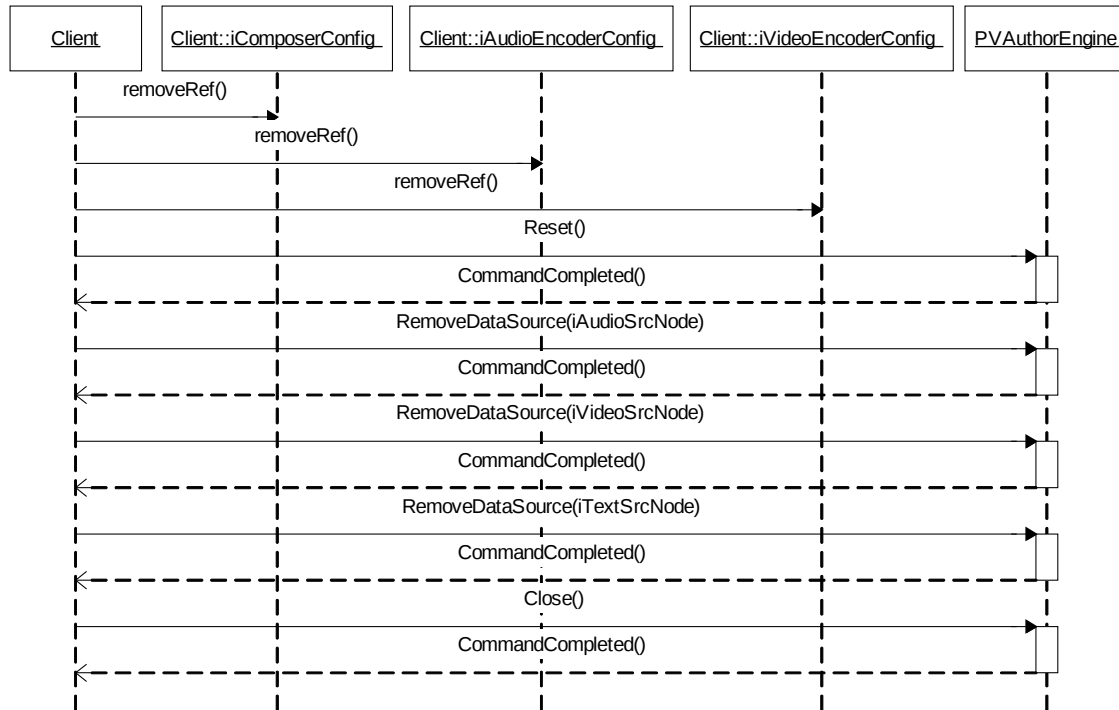 Client
Client::iComposerConfig
Client::iAudioEncoderConfig
Client::iVideoEncoderConfig
PVAuthorEngine
removeRef()
removeRef()
removeRef()
Reset()
CommandCompleted()
RemoveDataSource(iAudioSrcNode)
CommandCompleted()
RemoveDataSource(iVideoSrcNode)
CommandCompleted()
RemoveDataSource(iTextSrcNode)
CommandCompleted()
Close()
CommandCompleted()